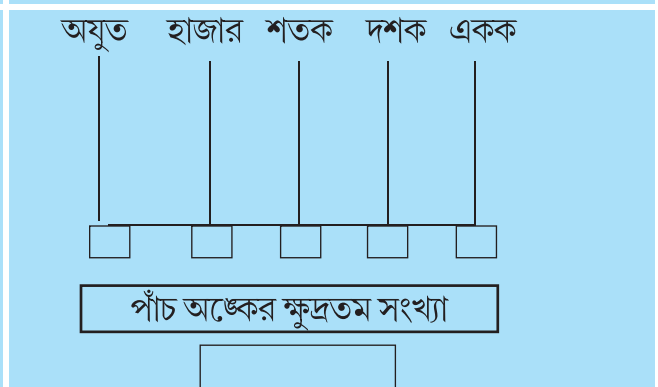 অযুত হাজার শতক দশক একক
পাঁচ অঙ্কের ক্ষুদ্রতম সংখ্যা